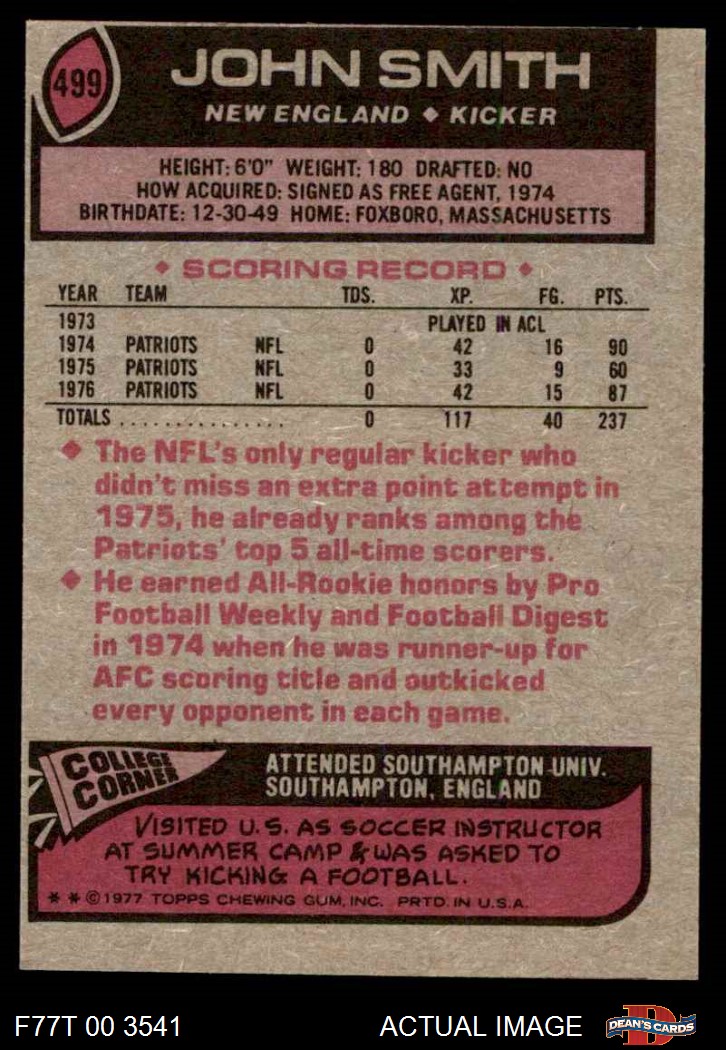 499
JOHN SMITH
NEW ENGLAND ◆ KICKER
HEIGHT: 6'0" WEIGHT: 180 DRAFTED: NO
HOW ACQUIRED: SIGNED AS FREE AGENT, 1974
BIRTHDATE: 12-30-49 HOME: FOXBORO, MASSACHUSETTS
◆ SCORING RECORD ◆
YEAR TEAM TDS. XP. FG. PTS.
1973 PLAYED IN ACL
1974 PATRIOTS NFL 0 42 16 90
1975 PATRIOTS NFL 0 33 9 60
1976 PATRIOTS NFL 0 42 15 87
TOTALS ............... 0 117 40 237
◆ The NFL's only regular kicker who
didn't miss an extra point attempt in
1975, he already ranks among the
Patriots' top 5 all-time scorers.
◆ He earned All-Rookie honors by Pro
Football Weekly and Football Digest
in 1974 when he was runner-up for
AFC scoring title and outkicked
every opponent in each game.
COLLEGE
CORNER
ATTENDED SOUTHAMPTON UNIV.
SOUTHAMPTON, ENGLAND
VISITED U.S. AS SOCCER INSTRUCTOR
AT SUMMER CAMP & WAS ASKED TO
TRY KICKING A FOOTBALL.
* * © 1977 TOPPS CHEWING GUM, INC. PRTD. IN U.S.A.
F77T 00 3541 ACTUAL IMAGE
D
DEAN'S CARDS